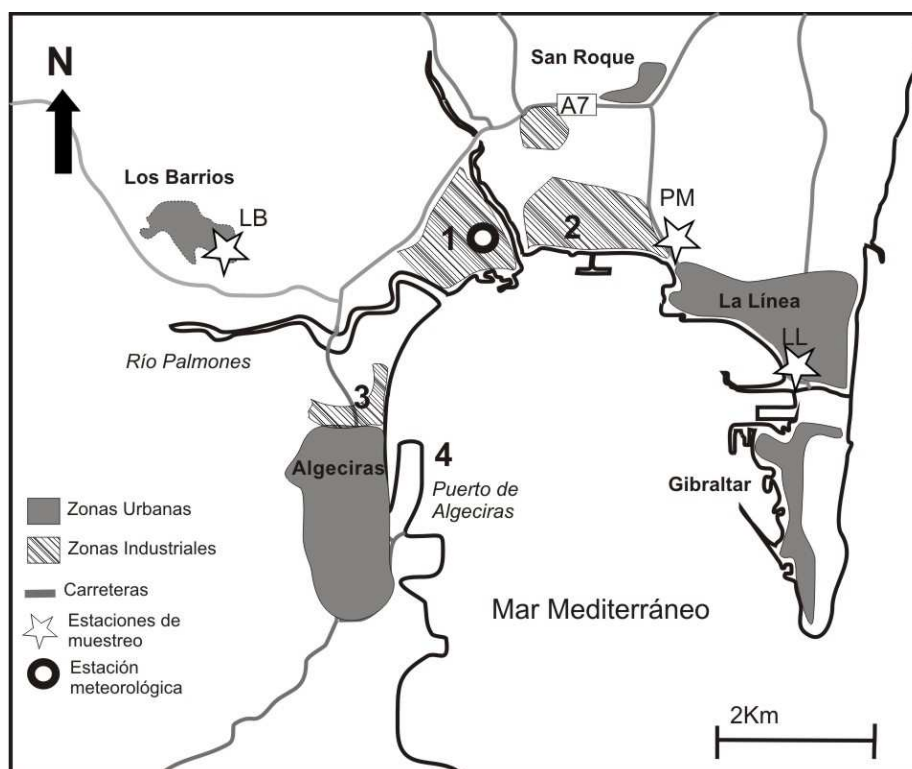 N
San Roque
A7
Los Barrios
LB
PM
1
2
La Línea
LL
Río Palmones
3
Algeciras
4
Puerto de
Algeciras
Gibraltar
Zonas Urbanas
Zonas Industriales
Carreteras
Estaciones de
muestreo
Estación
meteorológica
Mar Mediterráneo
2Km